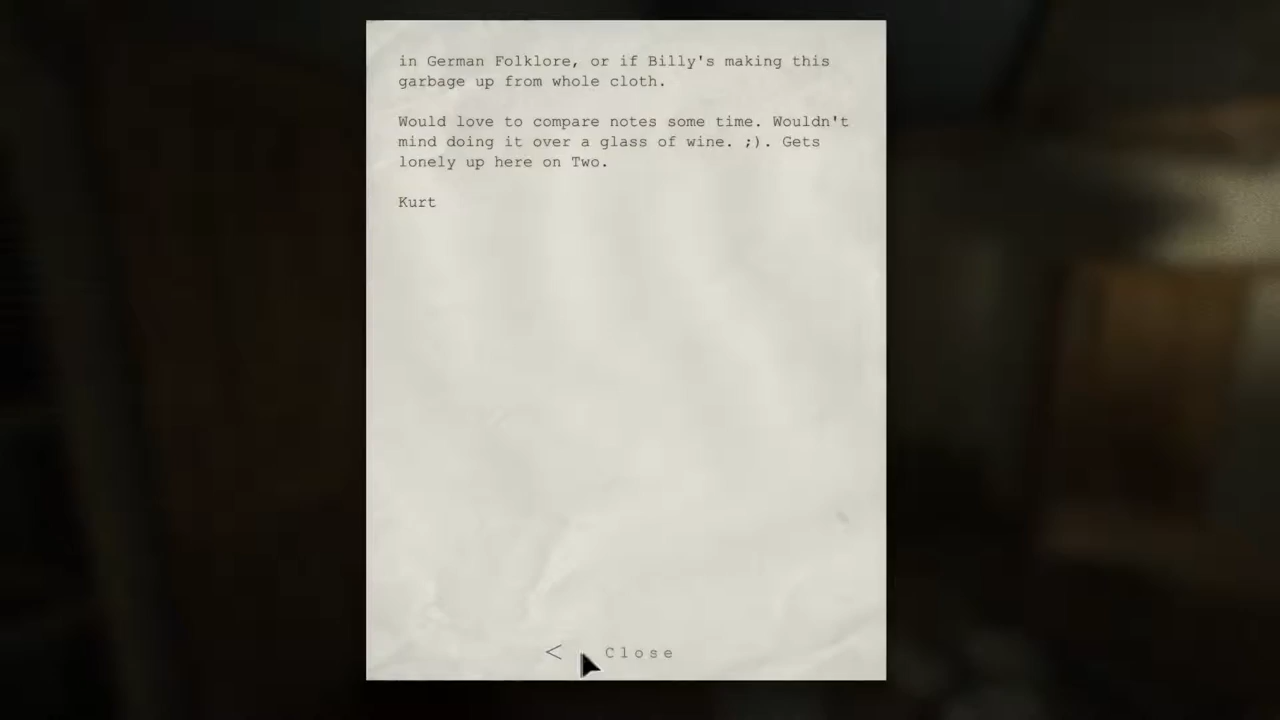 in German Folklore, or if Billy's making this
garbage up from whole cloth.
Would love to compare notes some time. Wouldn't
mind doing it over a glass of wine. ;). Gets
lonely up here on Two.
Kurt
< Close